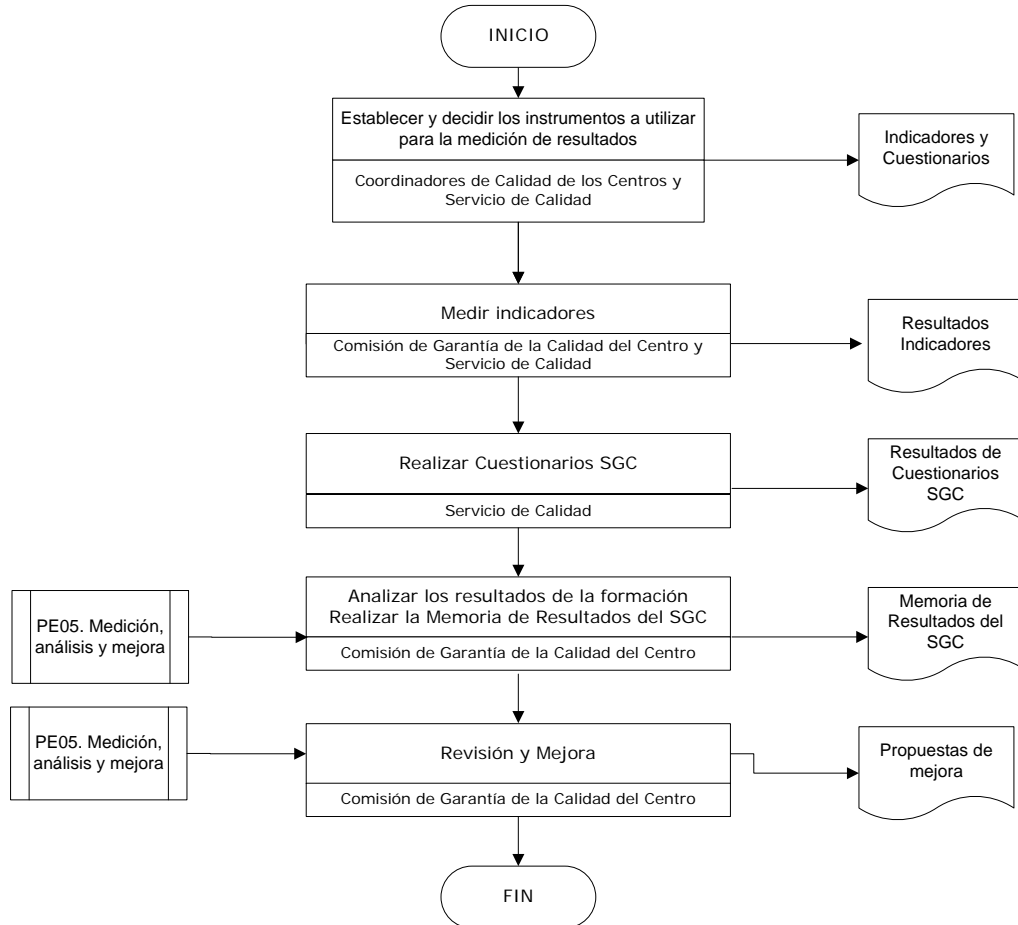 INICIO
Establecer y decidir los instrumentos a utilizar
para la medición de resultados
Coordinadores de Calidad de los Centros y
Servicio de Calidad
Indicadores y
Cuestionarios
Medir indicadores
Comisión de Garantía de la Calidad del Centro y
Servicio de Calidad
Resultados
Indicadores
Realizar Cuestionarios SGC
Servicio de Calidad
Resultados de
Cuestionarios
SGC
PE05. Medición,
análisis y mejora
Analizar los resultados de la formación
Realizar la Memoria de Resultados del SGC
Comisión de Garantía de la Calidad del Centro
Memoria de
Resultados del
SGC
PE05. Medición,
análisis y mejora
Revisión y Mejora
Comisión de Garantía de la Calidad del Centro
Propuestas de
mejora
FIN